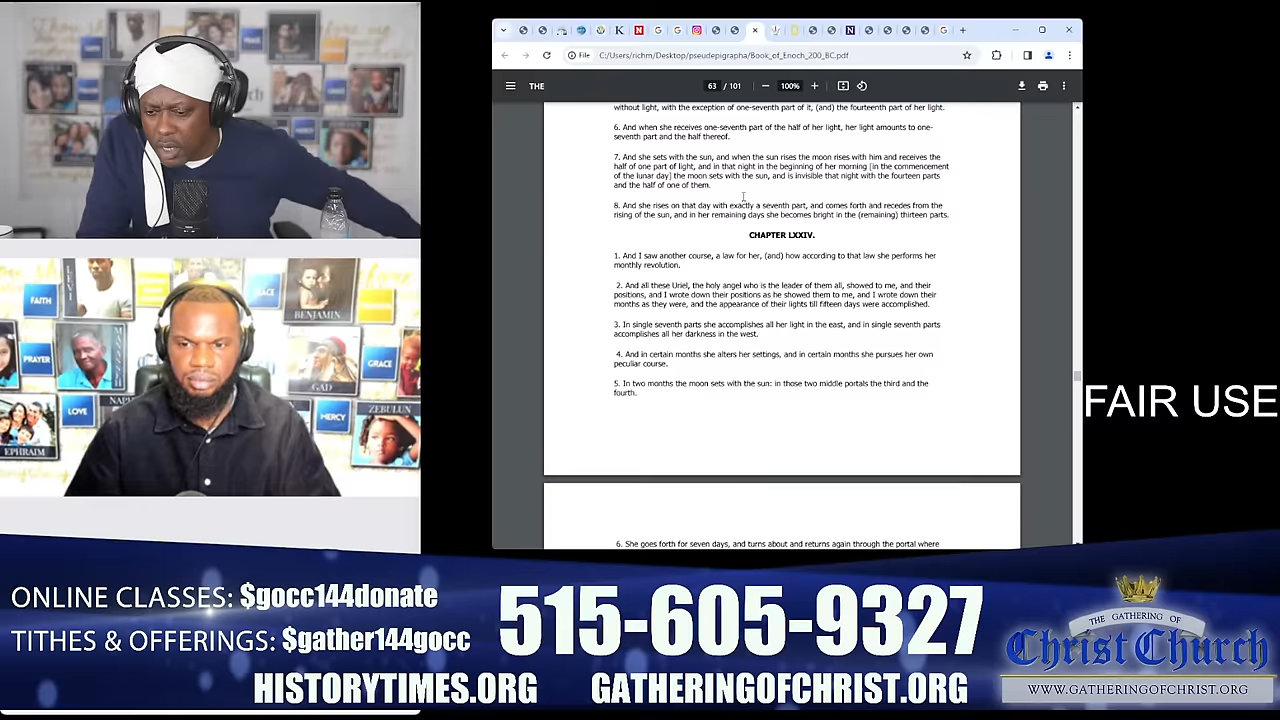 File
C:/Users/richm/Desktop/pseudepigrapha/Book_of_Enoch_200_BC.pdf
THE
63 / 101
100%
without light, with the exception of one-seventh part of it, (and) the fourteenth part of her light.
6. And when she receives one-seventh part of the half of her light, her light amounts to one-
seventh part and the half thereof.
7. And she sets with the sun, and when the sun rises the moon rises with him and receives the
half of one part of light, and in that night in the beginning of her morning [in the commencement
of the lunar day] the moon sets with the sun, and is invisible that night with the fourteen parts
and the half of one of them.
8. And she rises on that day with exactly a seventh part, and comes forth and recedes from the
rising of the sun, and in her remaining days she becomes bright in the (remaining) thirteen parts.
CHAPTER LXXIV.
1. And I saw another course, a law for her, (and) how according to that law she performs her
monthly revolution.
2. And all these Uriel, the holy angel who is the leader of them all, showed to me, and their
positions, and I wrote down their positions as he showed them to me, and I wrote down their
months as they were, and the appearance of their lights till fifteen days were accomplished.
3. In single seventh parts she accomplishes all her light in the east, and in single seventh parts
accomplishes all her darkness in the west.
4. And in certain months she alters her settings, and in certain months she pursues her own
peculiar course.
5. In two months the moon sets with the sun: in those two middle portals the third and the
fourth.
6. She goes forth for seven days, and turns about and returns again through the portal where
FAITH
BENJAMIN
PRAYER
GRACE
GAD
LOVE
MERCY
ZEBULUN
EPHRAIM
FAIR USE
ONLINE CLASSES: $gocc144donate
TITHES & OFFERINGS: $gather144gocc
515-605-9327
HISTORYTIMES.ORG
GATHERINGOFCHRIST.ORG
THE GATHERING OF
Christ Church
WWW.GATHERINGOFCHRIST.ORG